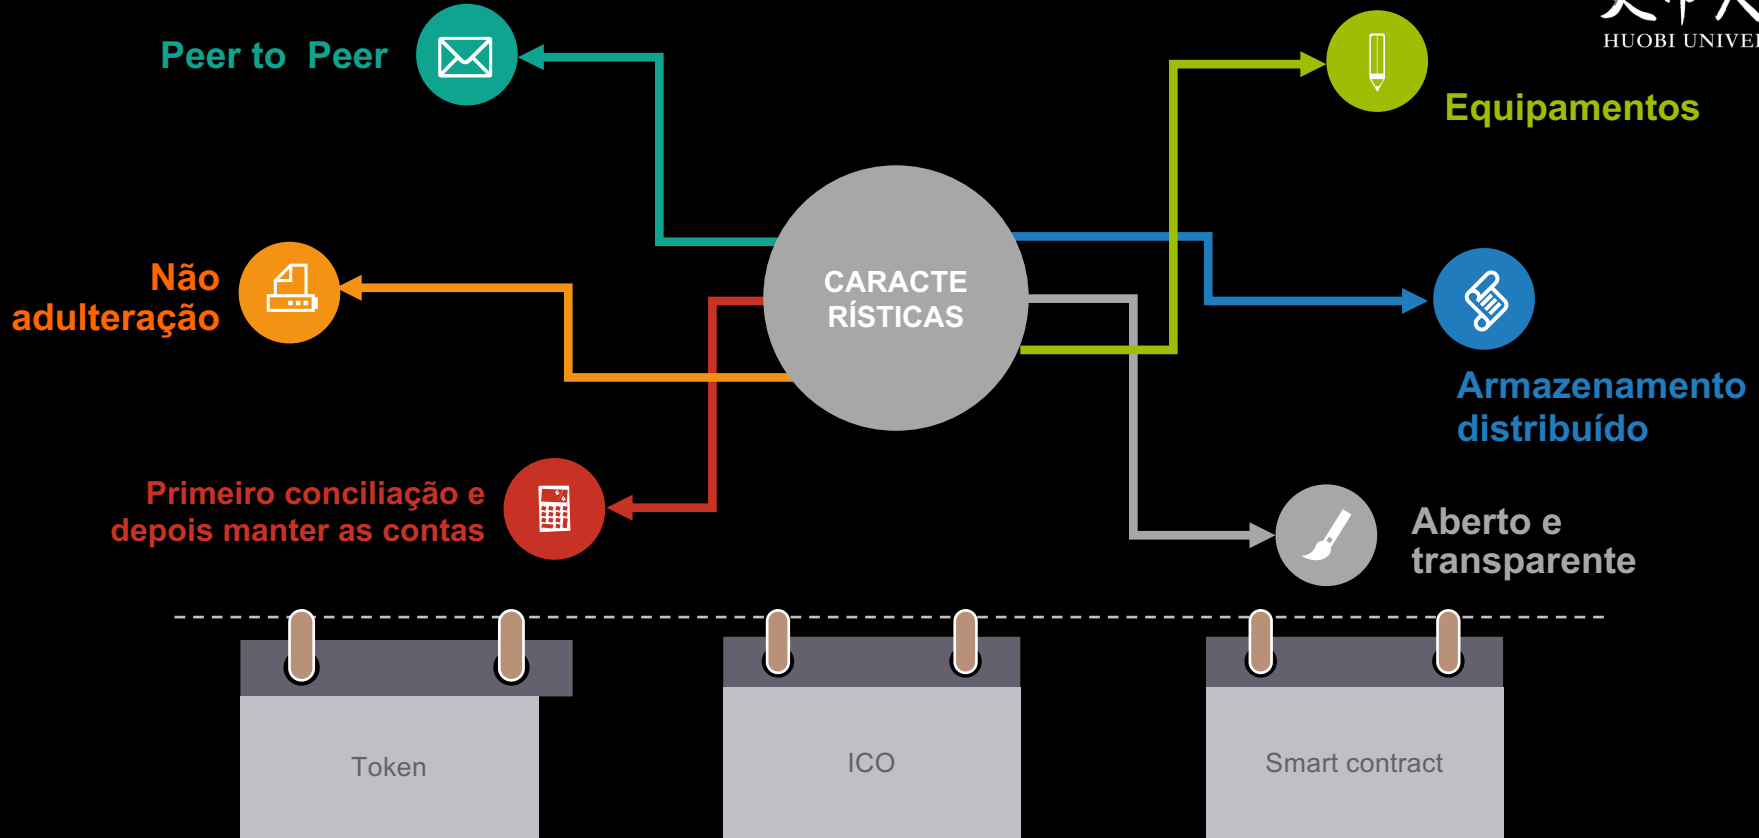 Peer to Peer
HUOBI
Equipamentos
Não
adulteração
CARACTE
RÍSTICAS
Armazenamento
distribuído
Primeiro conciliação e
depois manter as contas
Aberto e
transparente
Token
ICO
Smart contract